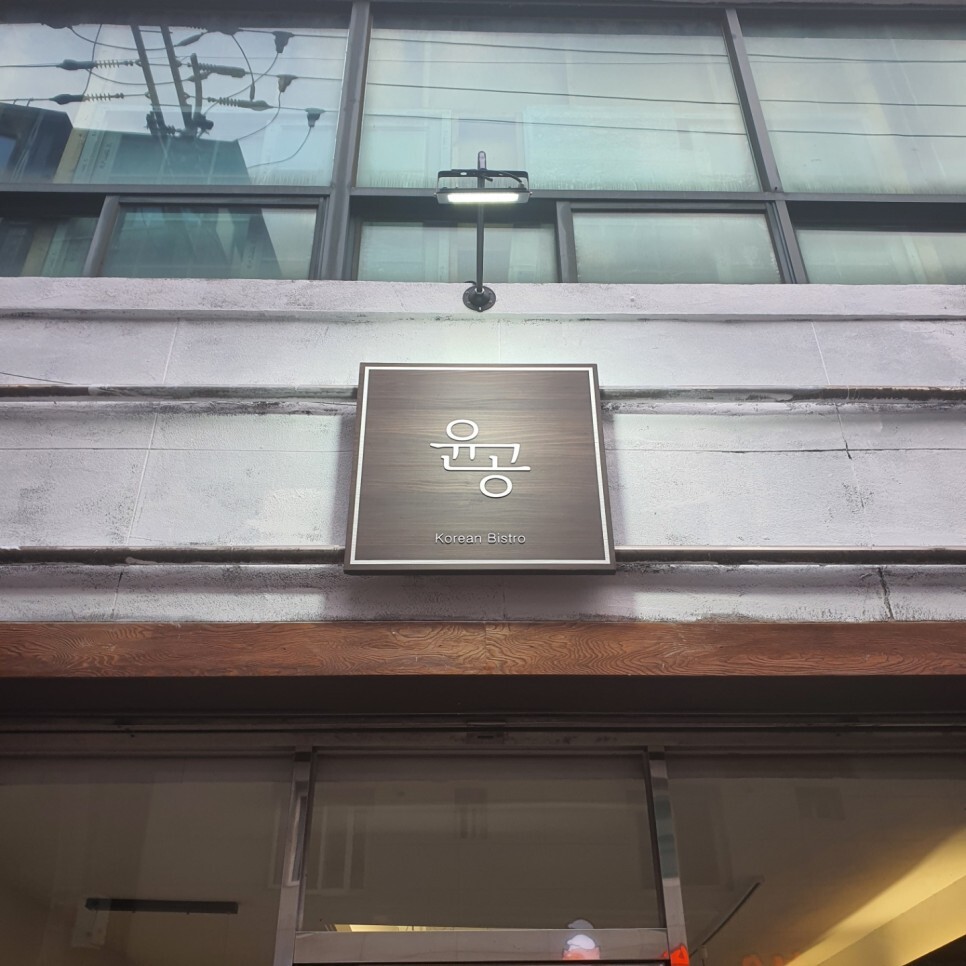 윤공
Korean Bistro